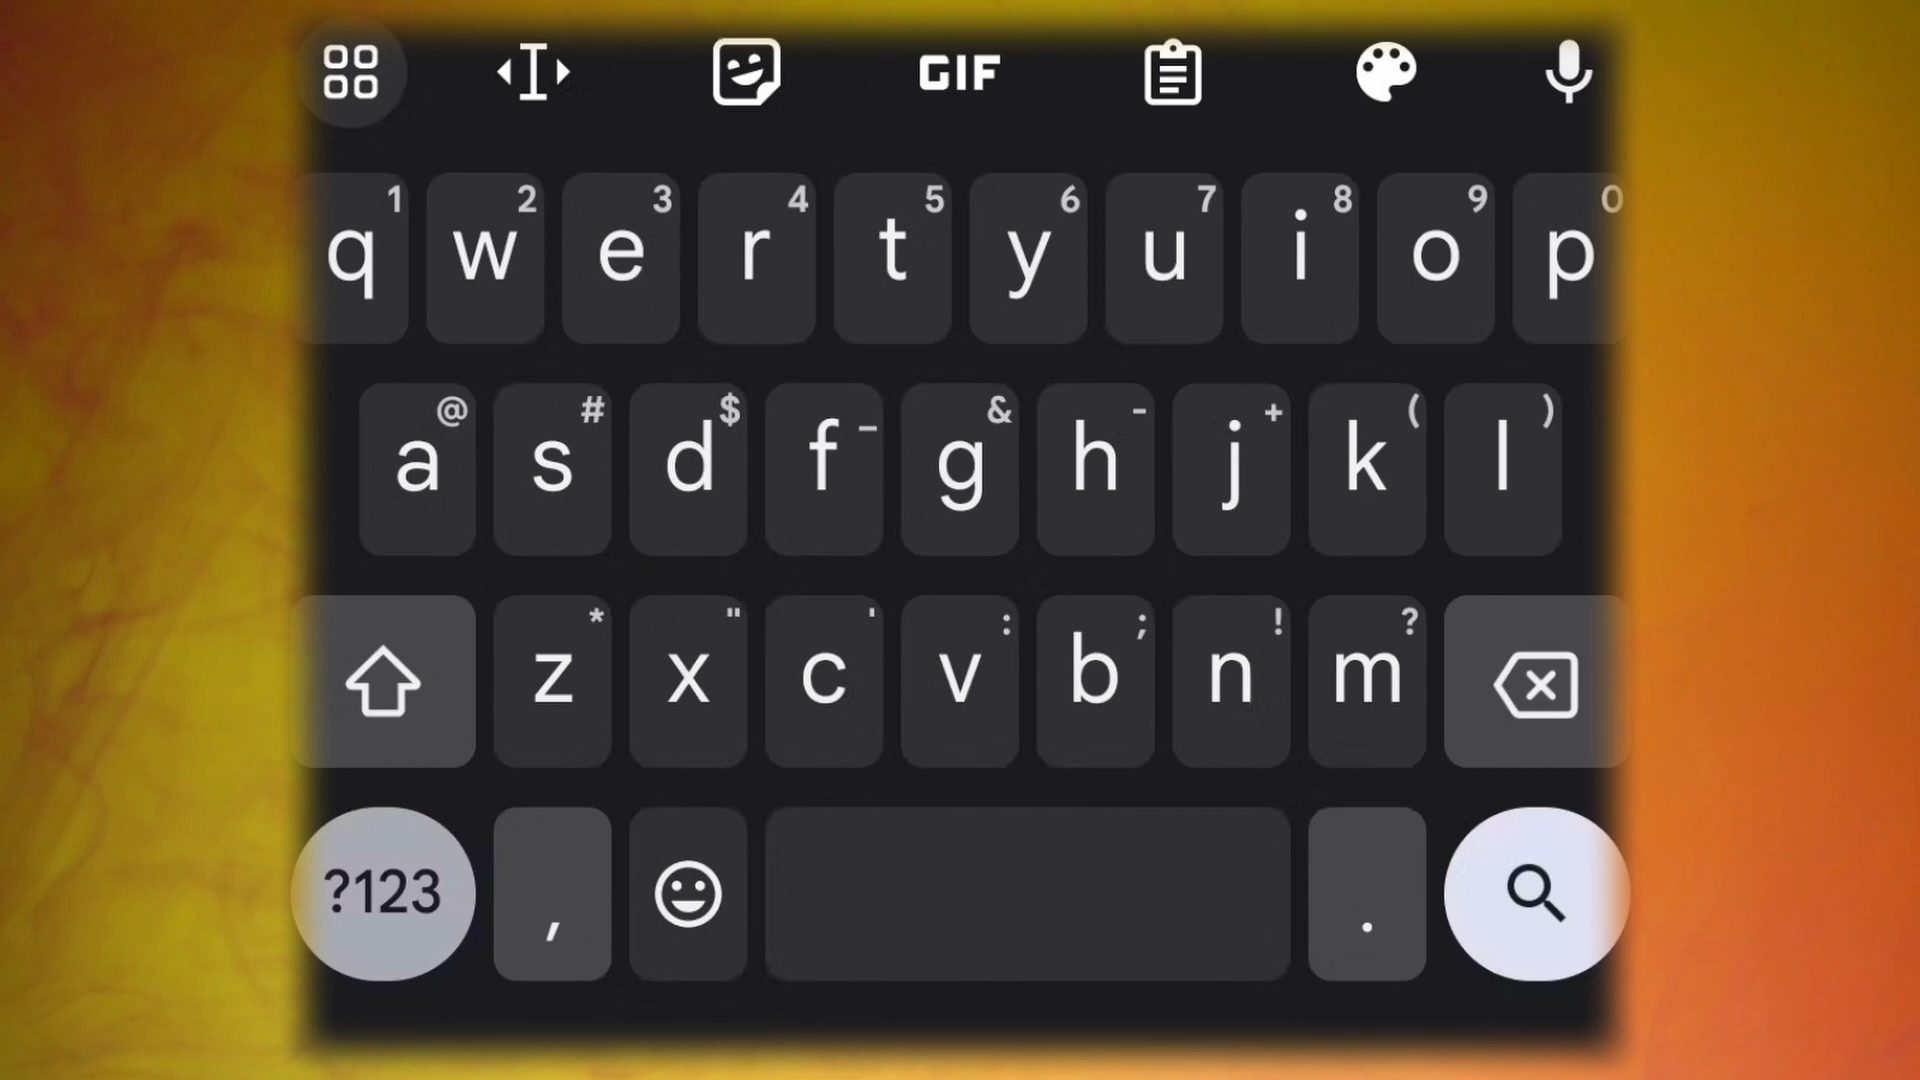 GIF
q 1 w 2 e 3 r 4 t 5 y 6 u 7 i 8 o 9 p 0
a @ s # d $ f _ g & h - j + k ( l )
z * x " c ' v : b ; n ! m ?
?123 , .